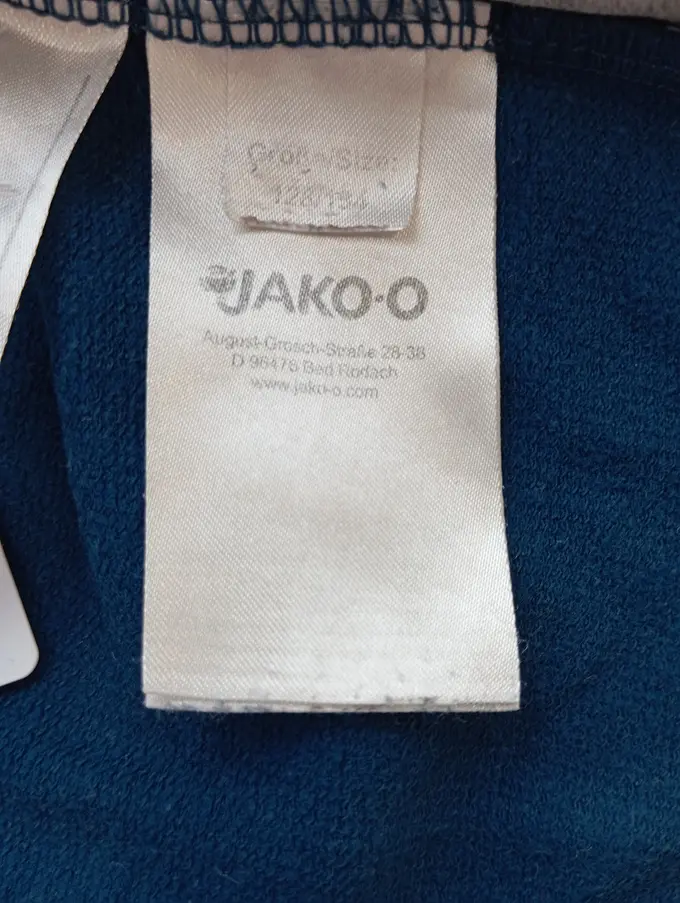 Größe/Size:
128/134
JAKO-O
August-Grosch-Straße 28-38
D 96476 Bad Rodach
www.jako-o.com